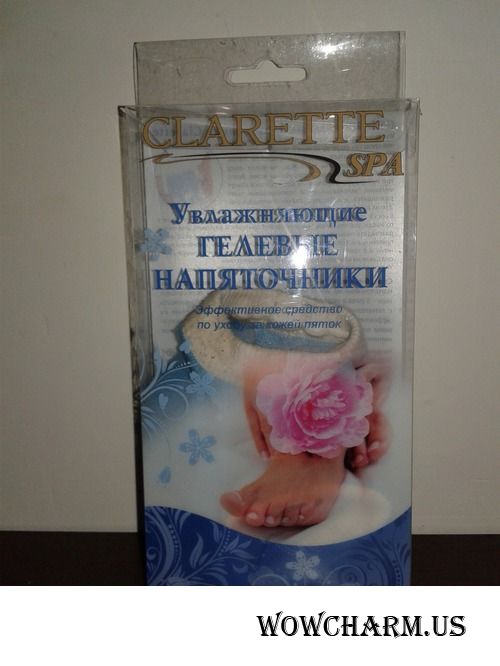 CLARETTE
SPA
Увлажняющие
ГЕЛЕВЫЕ
НАПЯТОЧНИКИ
Эффективное средство
по уходу за кожей пяток
WOWCHARM.US